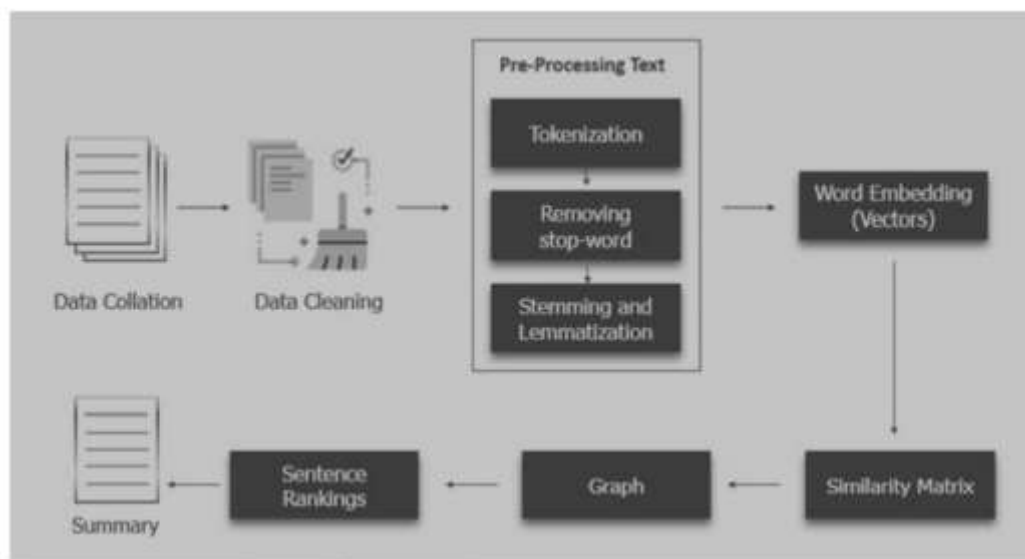 Pre-Processing Text
Tokenization
Removing
stop-word
Stemming and
Lemmatization
Data Collation
Data Cleaning
Word Embedding
(Vectors)
Similarity Matrix
Graph
Sentence
Rankings
Summary